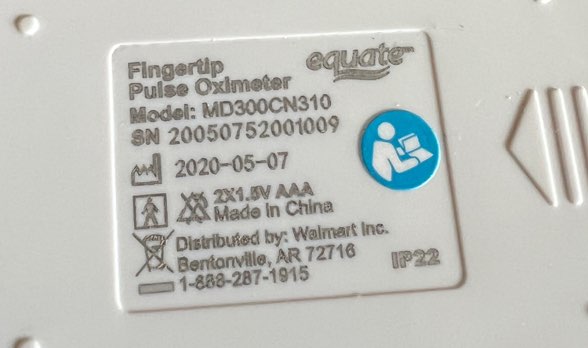 equate
Fingertip
Pulse Oximeter
Model: MD300CN310
SN 20050752001009
2020-05-07
2X1.5V AAA
Made in China
Distributed by: Walmart Inc.
Bentonville, AR 72716
1-888-287-1915
IP22